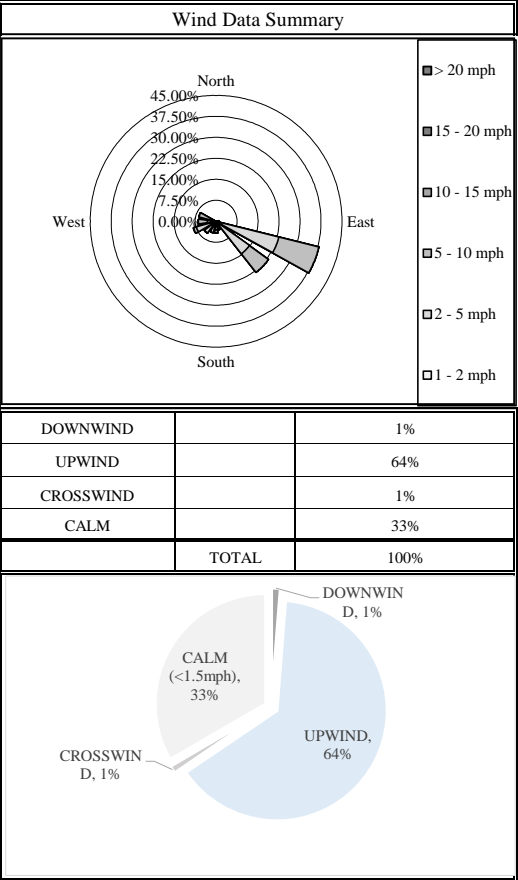 Wind Data Summary
North
45.00%
37.50%
30.00%
22.50%
15.00%
7.50%
0.00%
West
East
South
> 20 mph
15 - 20 mph
10 - 15 mph
5 - 10 mph
2 - 5 mph
1 - 2 mph
DOWNWIND 1%
UPWIND 64%
CROSSWIND 1%
CALM 33%
TOTAL 100%
DOWNWIN
D, 1%
CALM
(<1.5mph),
33%
UPWIND,
64%
CROSSWIN
D, 1%